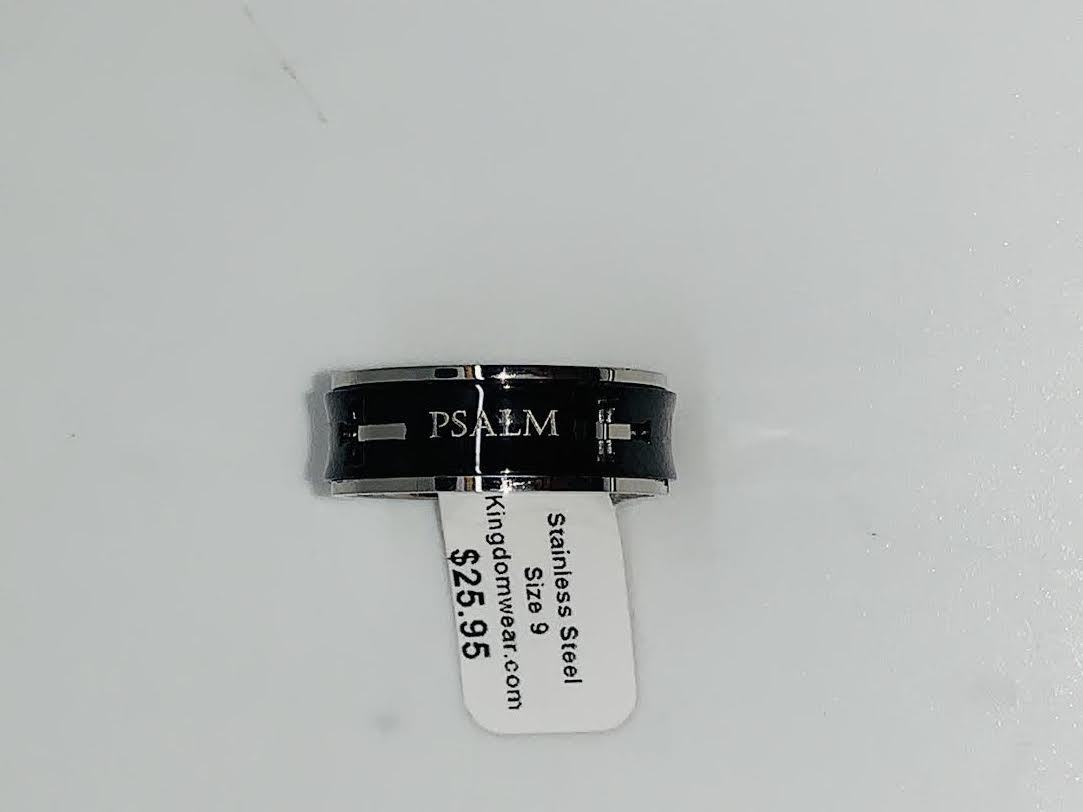 PSALM
Stainless Steel
Size 9
Kingdomwear.com
$25.95